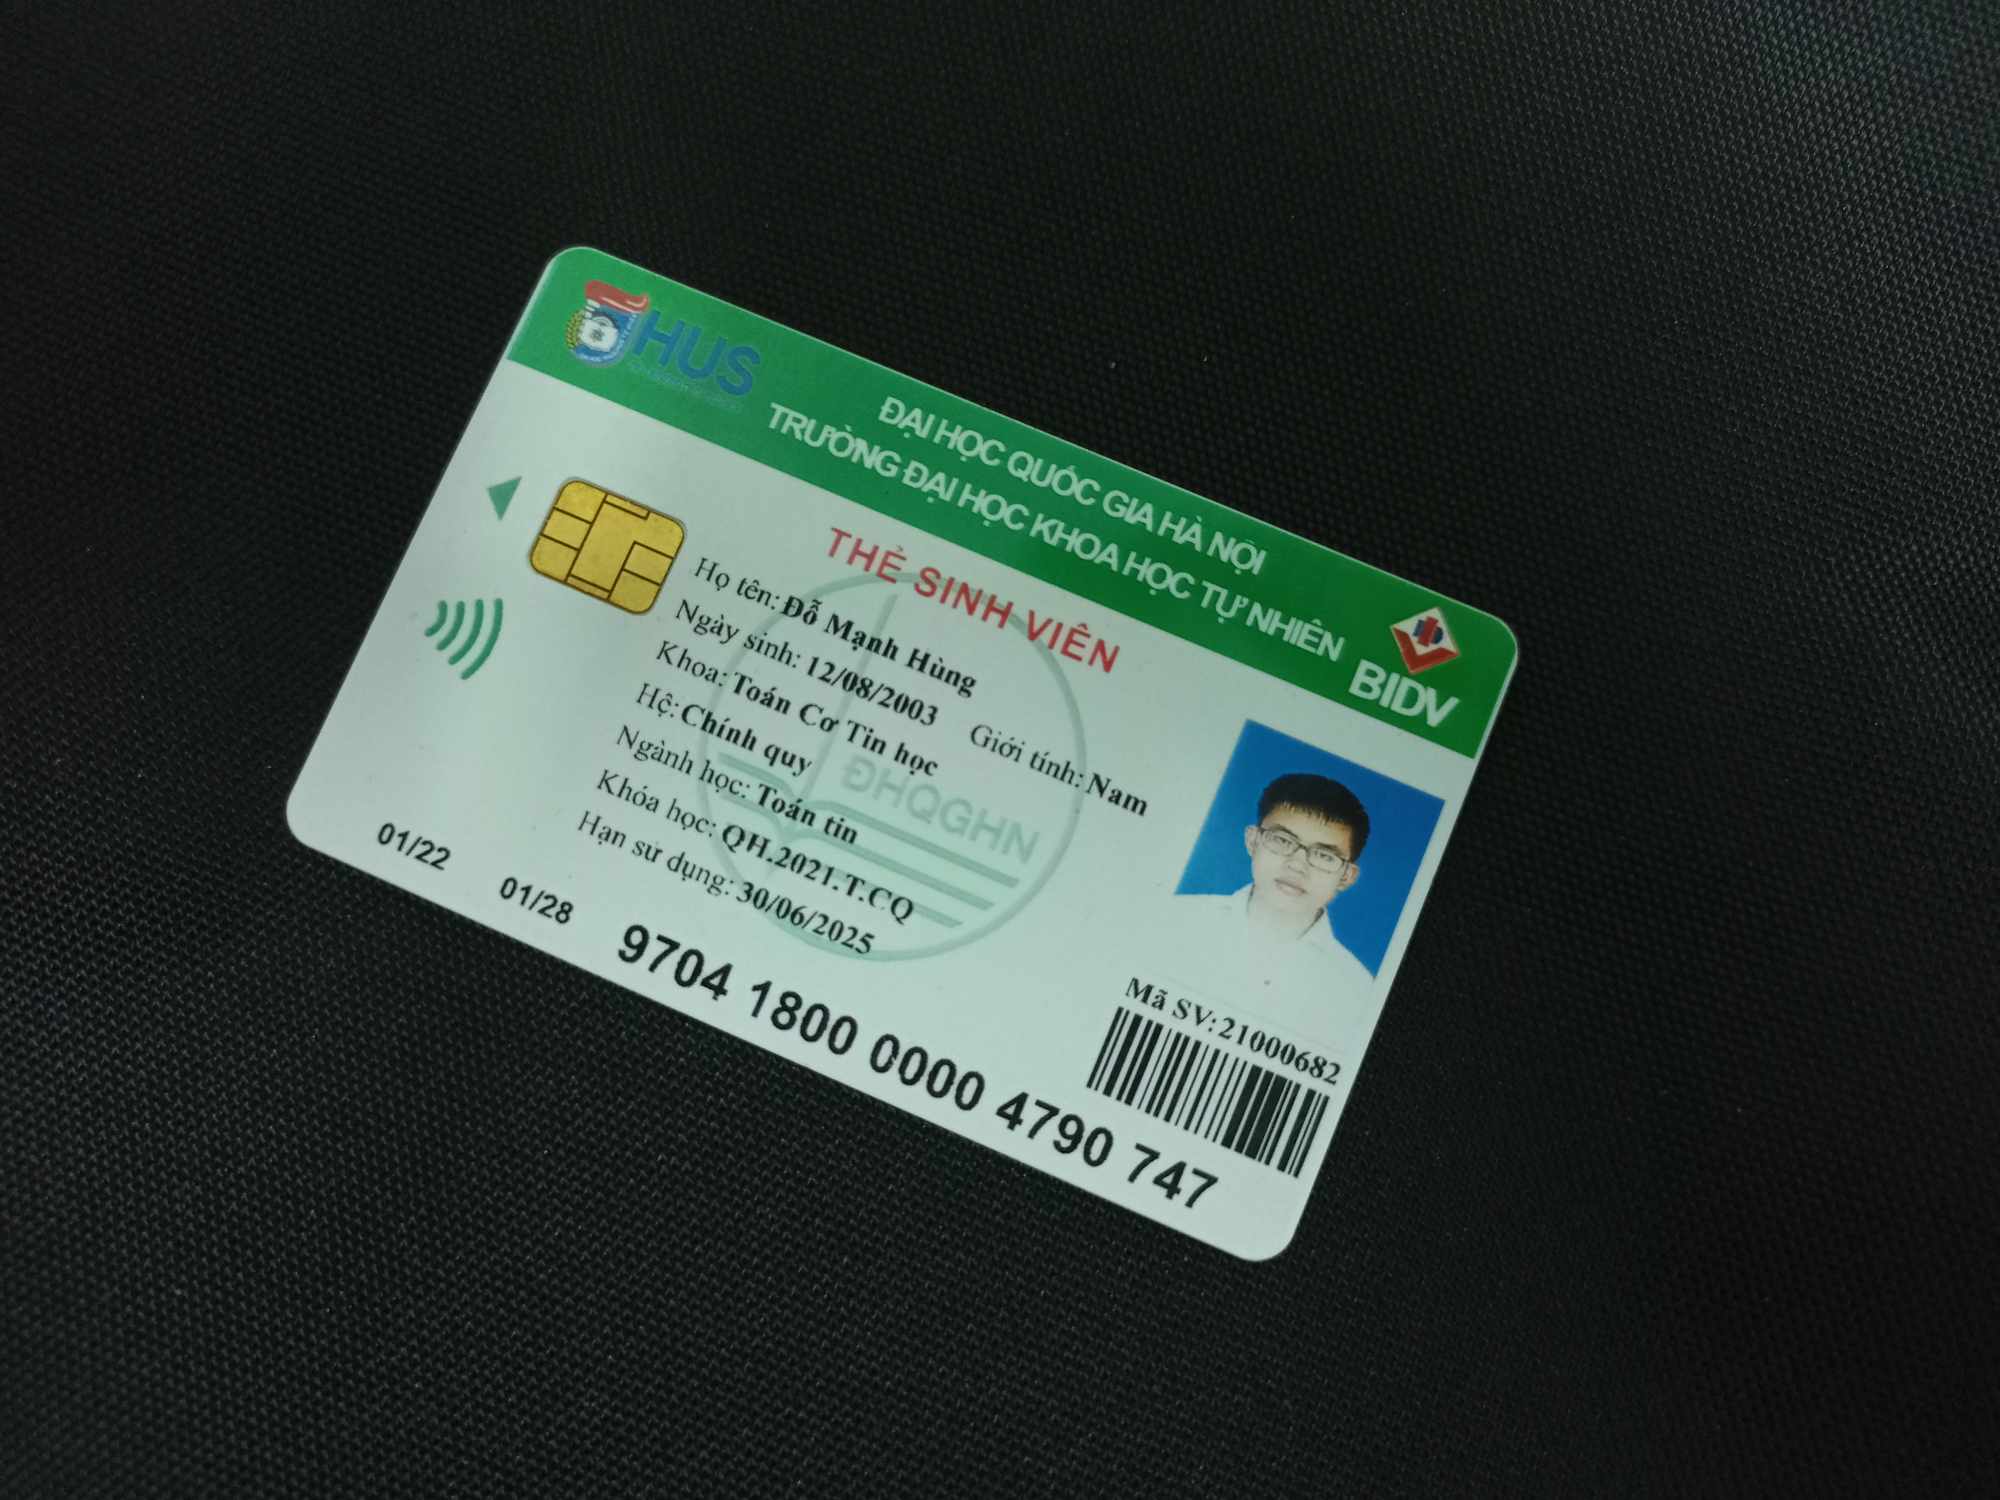 HUS
ĐẠI HỌC QUỐC GIA HÀ NỘI
TRƯỜNG ĐẠI HỌC KHOA HỌC TỰ NHIÊN
BIDV
THẺ SINH VIÊN
Họ tên: Đỗ Mạnh Hùng
Ngày sinh: 12/08/2003 Giới tính: Nam
Khoa: Toán Cơ Tin học
Hệ: Chính quy
Ngành học: Toán tin
Khóa học: QH.2021.T.CQ
Hạn sử dụng: 30/06/2025
ĐHQGHN
Mã SV: 21000682
01/22 01/28
9704 1800 0000 4790 747